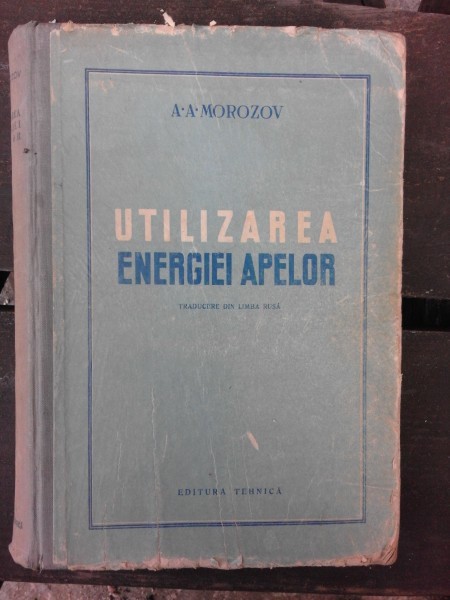 A·A·MOROZOV
UTILIZAREA
ENERGIEI APELOR
TRADUCERE DIN LIMBA RUSĂ
EDITURA TEHNICĂ